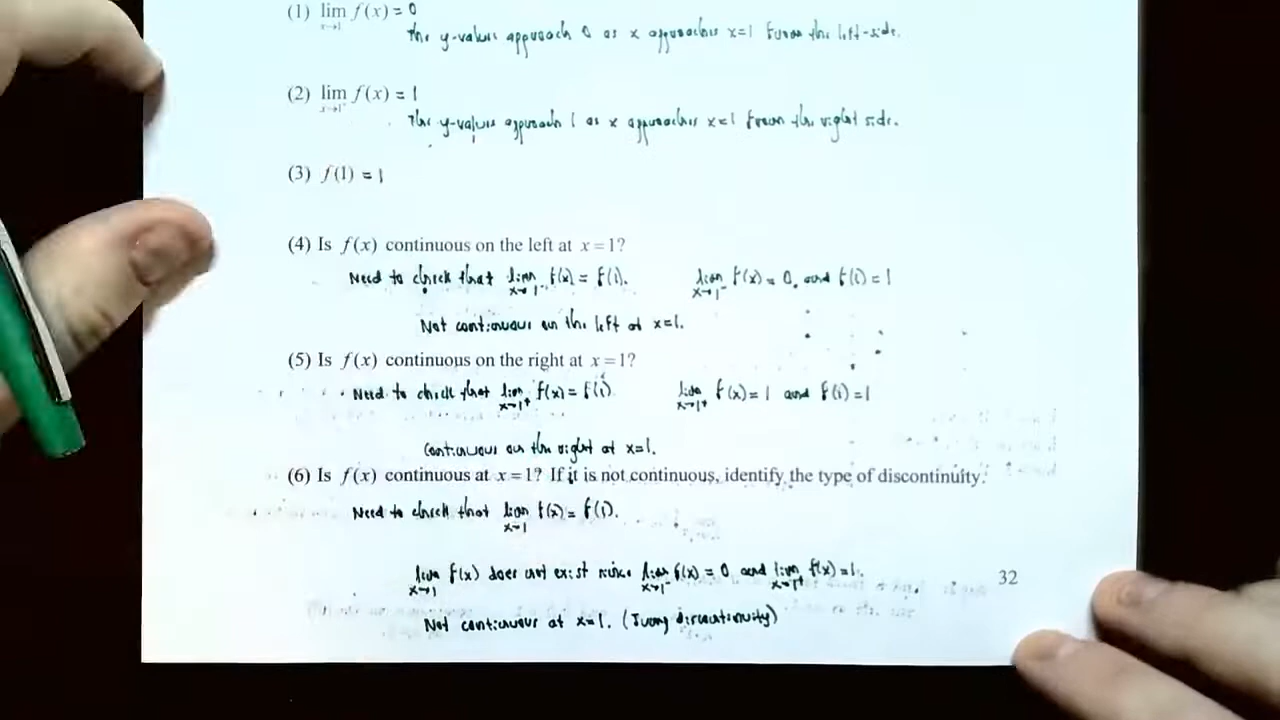 (1) lim f(x) = 0
x→1
The y-values approach 0 as x approaches x=1 from the left-side.
(2) lim f(x) = 1
x→1
The y-values approach 1 as x approaches x=1 from the right side.
(3) f(1) = 1
(4) Is f(x) continuous on the left at x=1?
Need to check that lim x→1⁻ f(x) = f(1). lim x→1⁻ f(x) = 0, and f(1) = 1
Not continuous on the left at x=1.
(5) Is f(x) continuous on the right at x=1?
Need to check that lim x→1⁺ f(x) = f(1) lim x→1⁺ f(x) = 1 and f(1) = 1
Continuous on the right at x=1.
(6) Is f(x) continuous at x=1? If it is not continuous, identify the type of discontinuity.
Need to check that lim x→1 f(x) = f(1).
lim x→1 f(x) does not exist since lim x→1⁻ f(x) = 0 and lim x→1⁺ f(x) = 1.
32
Not continuous at x=1. (Jump discontinuity)